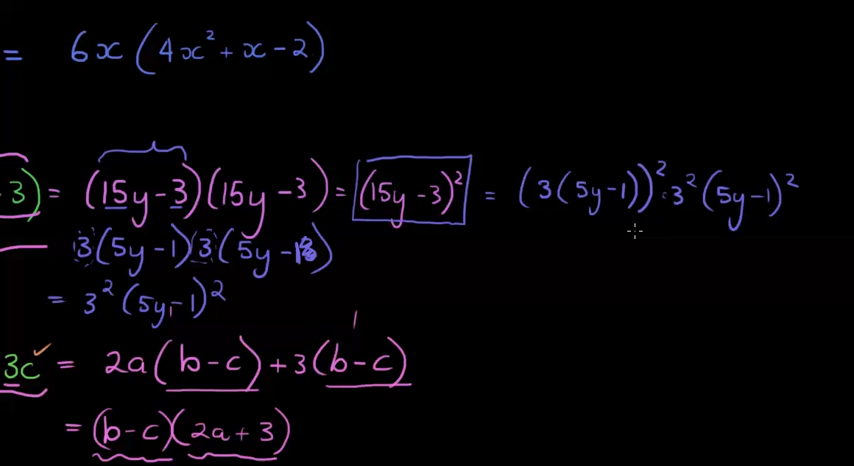 = 6x(4x² + x - 2)
3) = (15y - 3)(15y - 3) = (15y - 3)² = (3(5y - 1))² · 3²(5y - 1)²
3(5y - 1) 3(5y - 1)
= 3²(5y - 1)²
3c ✓ = 2a(b - c) + 3(b - c)
= (b - c)(2a + 3)